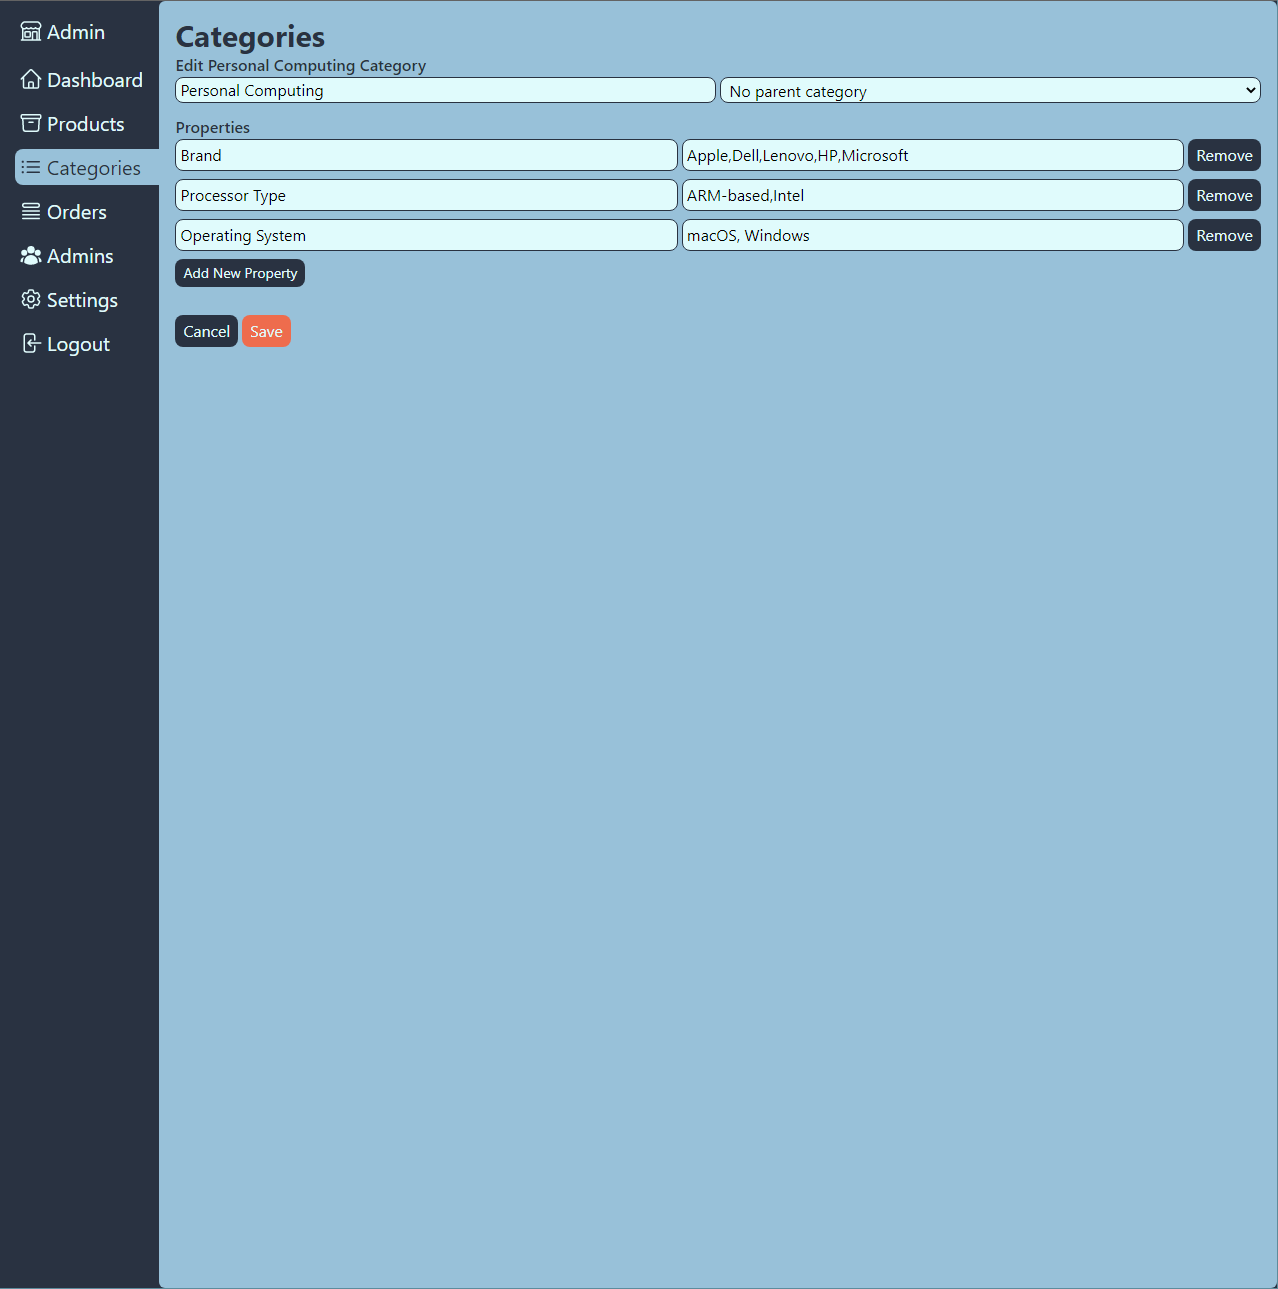 Admin
Dashboard
Products
Categories
Orders
Admins
Settings
Logout
Categories
Edit Personal Computing Category
Personal Computing No parent category
Properties
Brand Apple,Dell,Lenovo,HP,Microsoft Remove
Processor Type ARM-based,Intel Remove
Operating System macOS, Windows Remove
Add New Property
Cancel Save